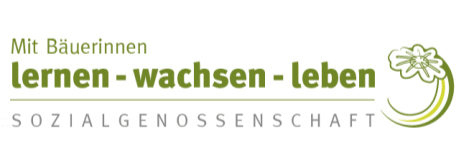 Mit Bäuerinnen
lernen - wachsen - leben
SOZIALGENOSSENSCHAFT